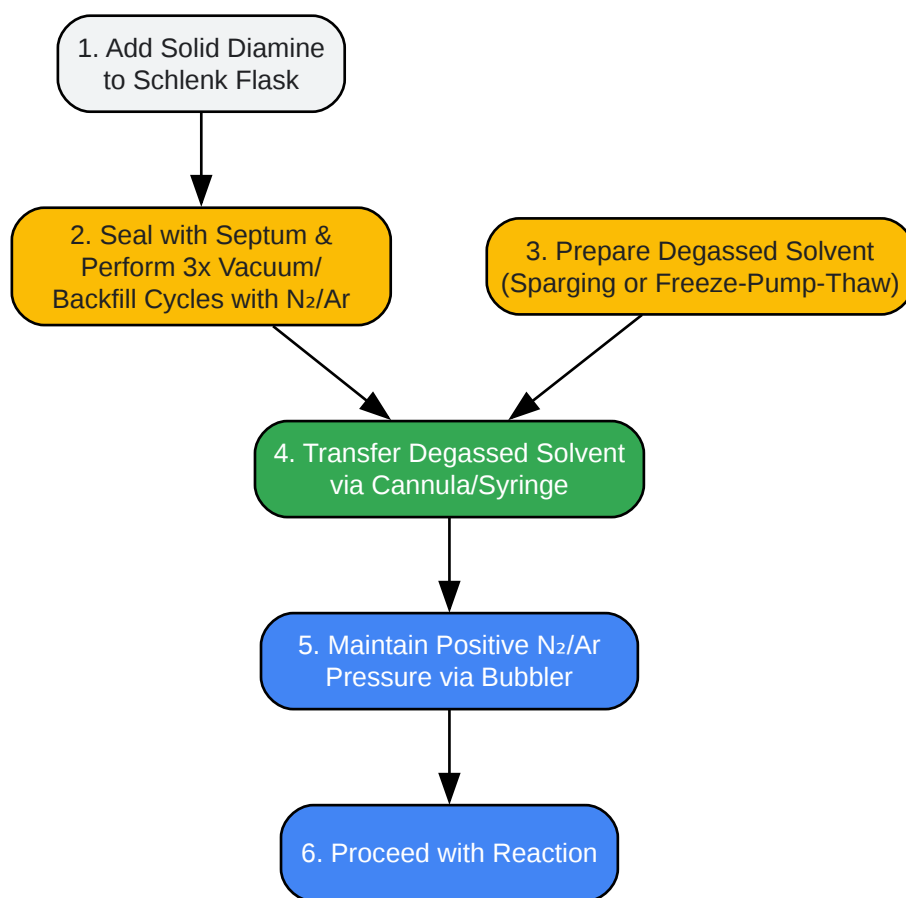 1. Add Solid Diamine
to Schlenk Flask
2. Seal with Septum &
Perform 3x Vacuum/
Backfill Cycles with N₂/Ar
3. Prepare Degassed Solvent
(Sparging or Freeze-Pump-Thaw)
4. Transfer Degassed Solvent
via Cannula/Syringe
5. Maintain Positive N₂/Ar
Pressure via Bubbler
6. Proceed with Reaction